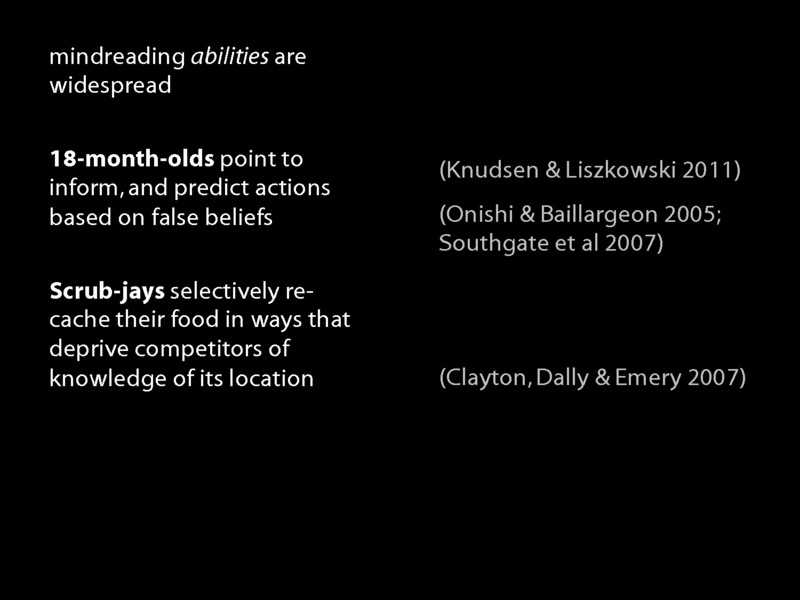 mindreading abilities are
widespread
18-month-olds point to
inform, and predict actions
based on false beliefs
(Knudsen & Liszkowski 2011)
(Onishi & Baillargeon 2005;
Southgate et al 2007)
Scrub-jays selectively re-
cache their food in ways that
deprive competitors of
knowledge of its location
(Clayton, Dally & Emery 2007)